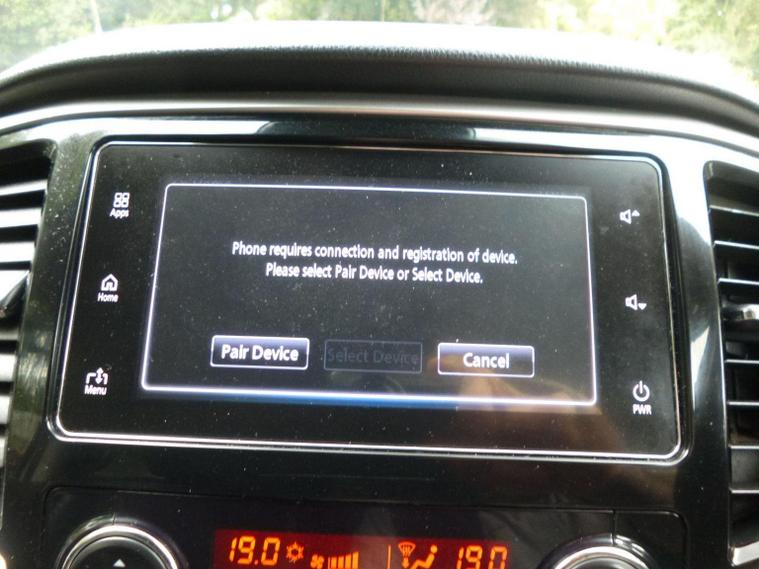 Apps
Home
Menu
Phone requires connection and registration of device.
Please select Pair Device or Select Device.
Pair Device Select Device Cancel
PWR
19.0 19.0